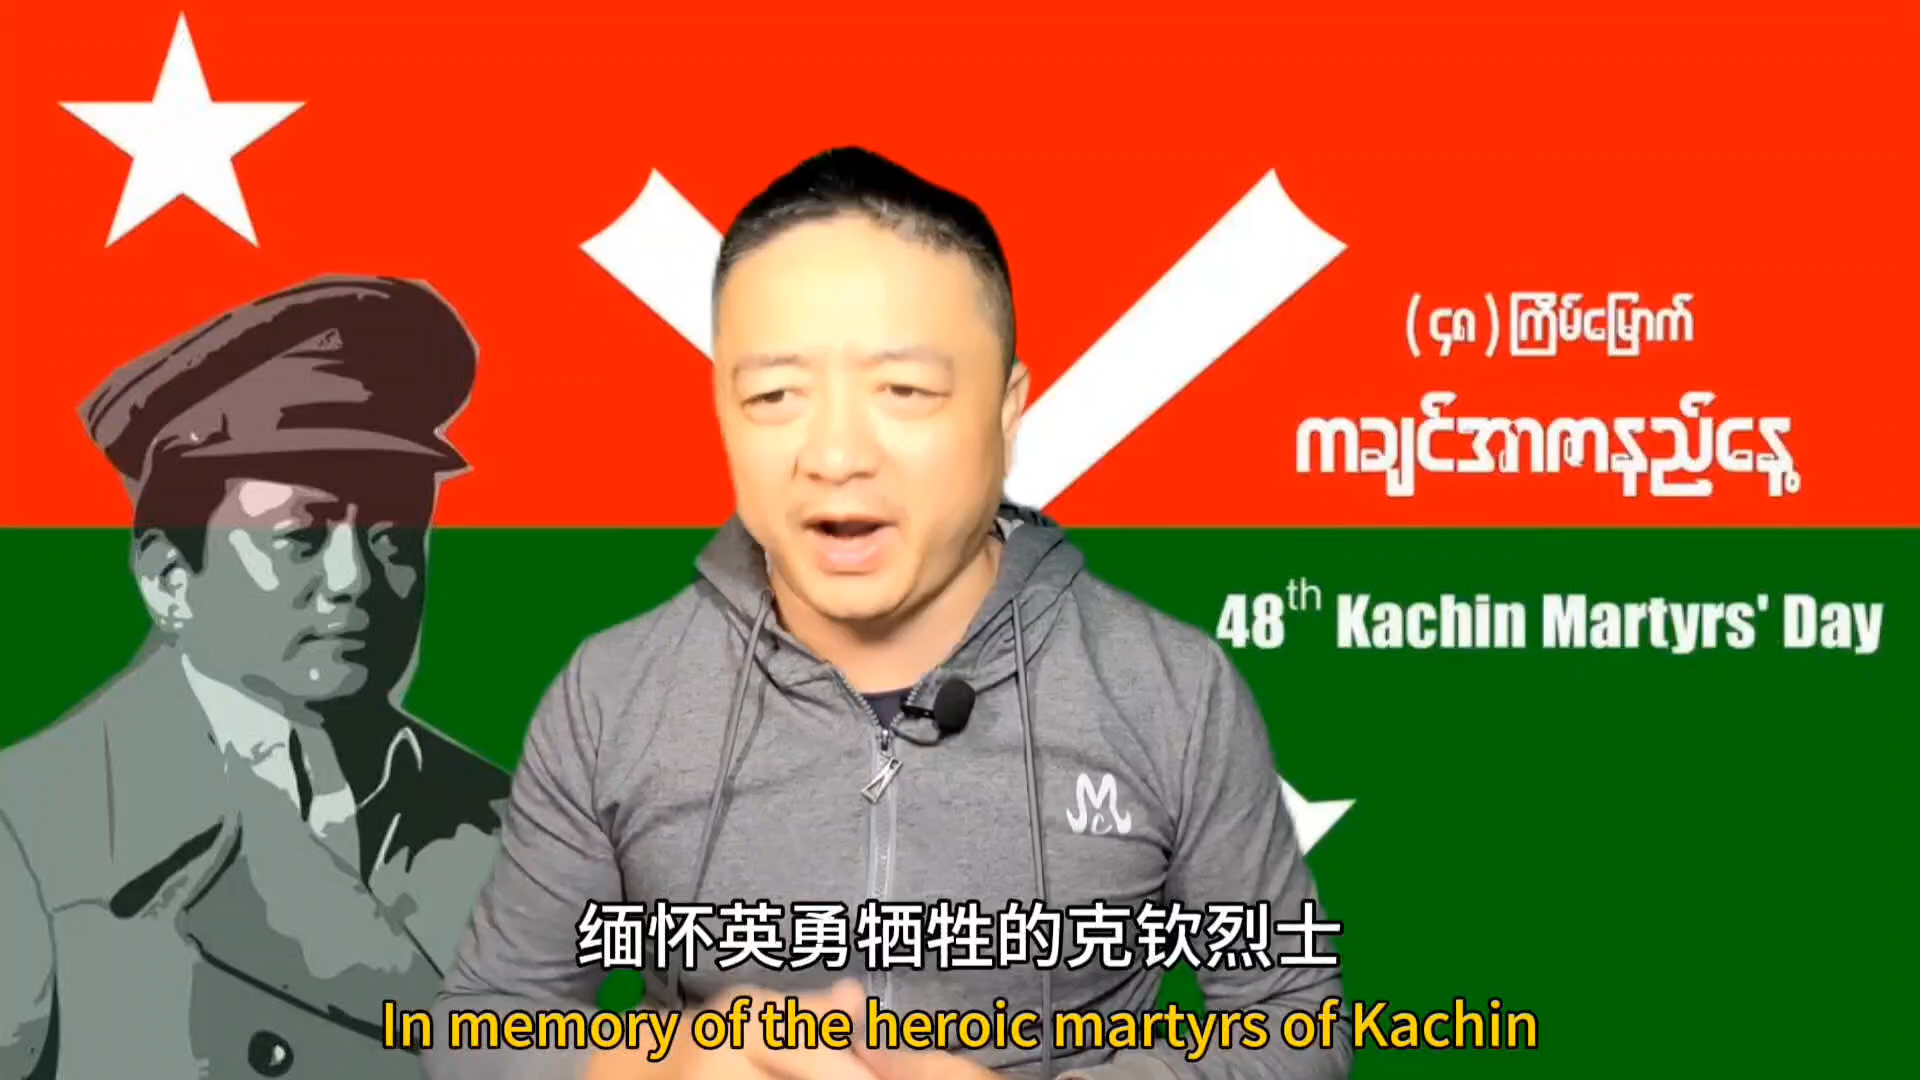 (၄၈)ကြိမ်မြောက်
ကချင်အာဇာနည်နေ့
48th Kachin Martyrs' Day
Mc
缅怀英勇牺牲的克钦烈士
In memory of the heroic martyrs of Kachin